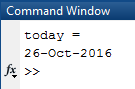 Command Window
today =
26-Oct-2016
fx >>